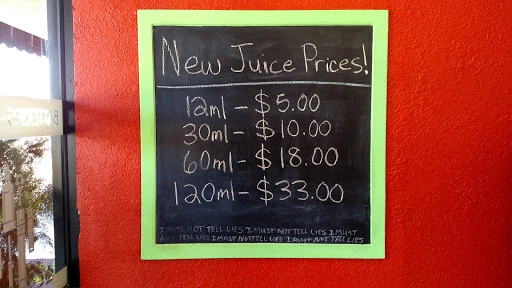 New Juice Prices!
12ml - $5.00
30ml - $10.00
60ml - $18.00
120ml - $33.00
I MUST NOT TELL LIES I MUST NOT TELL LIES I MUST
NOT TELL LIES I MUST NOT TELL LIES I MUST NOT TELL LIES